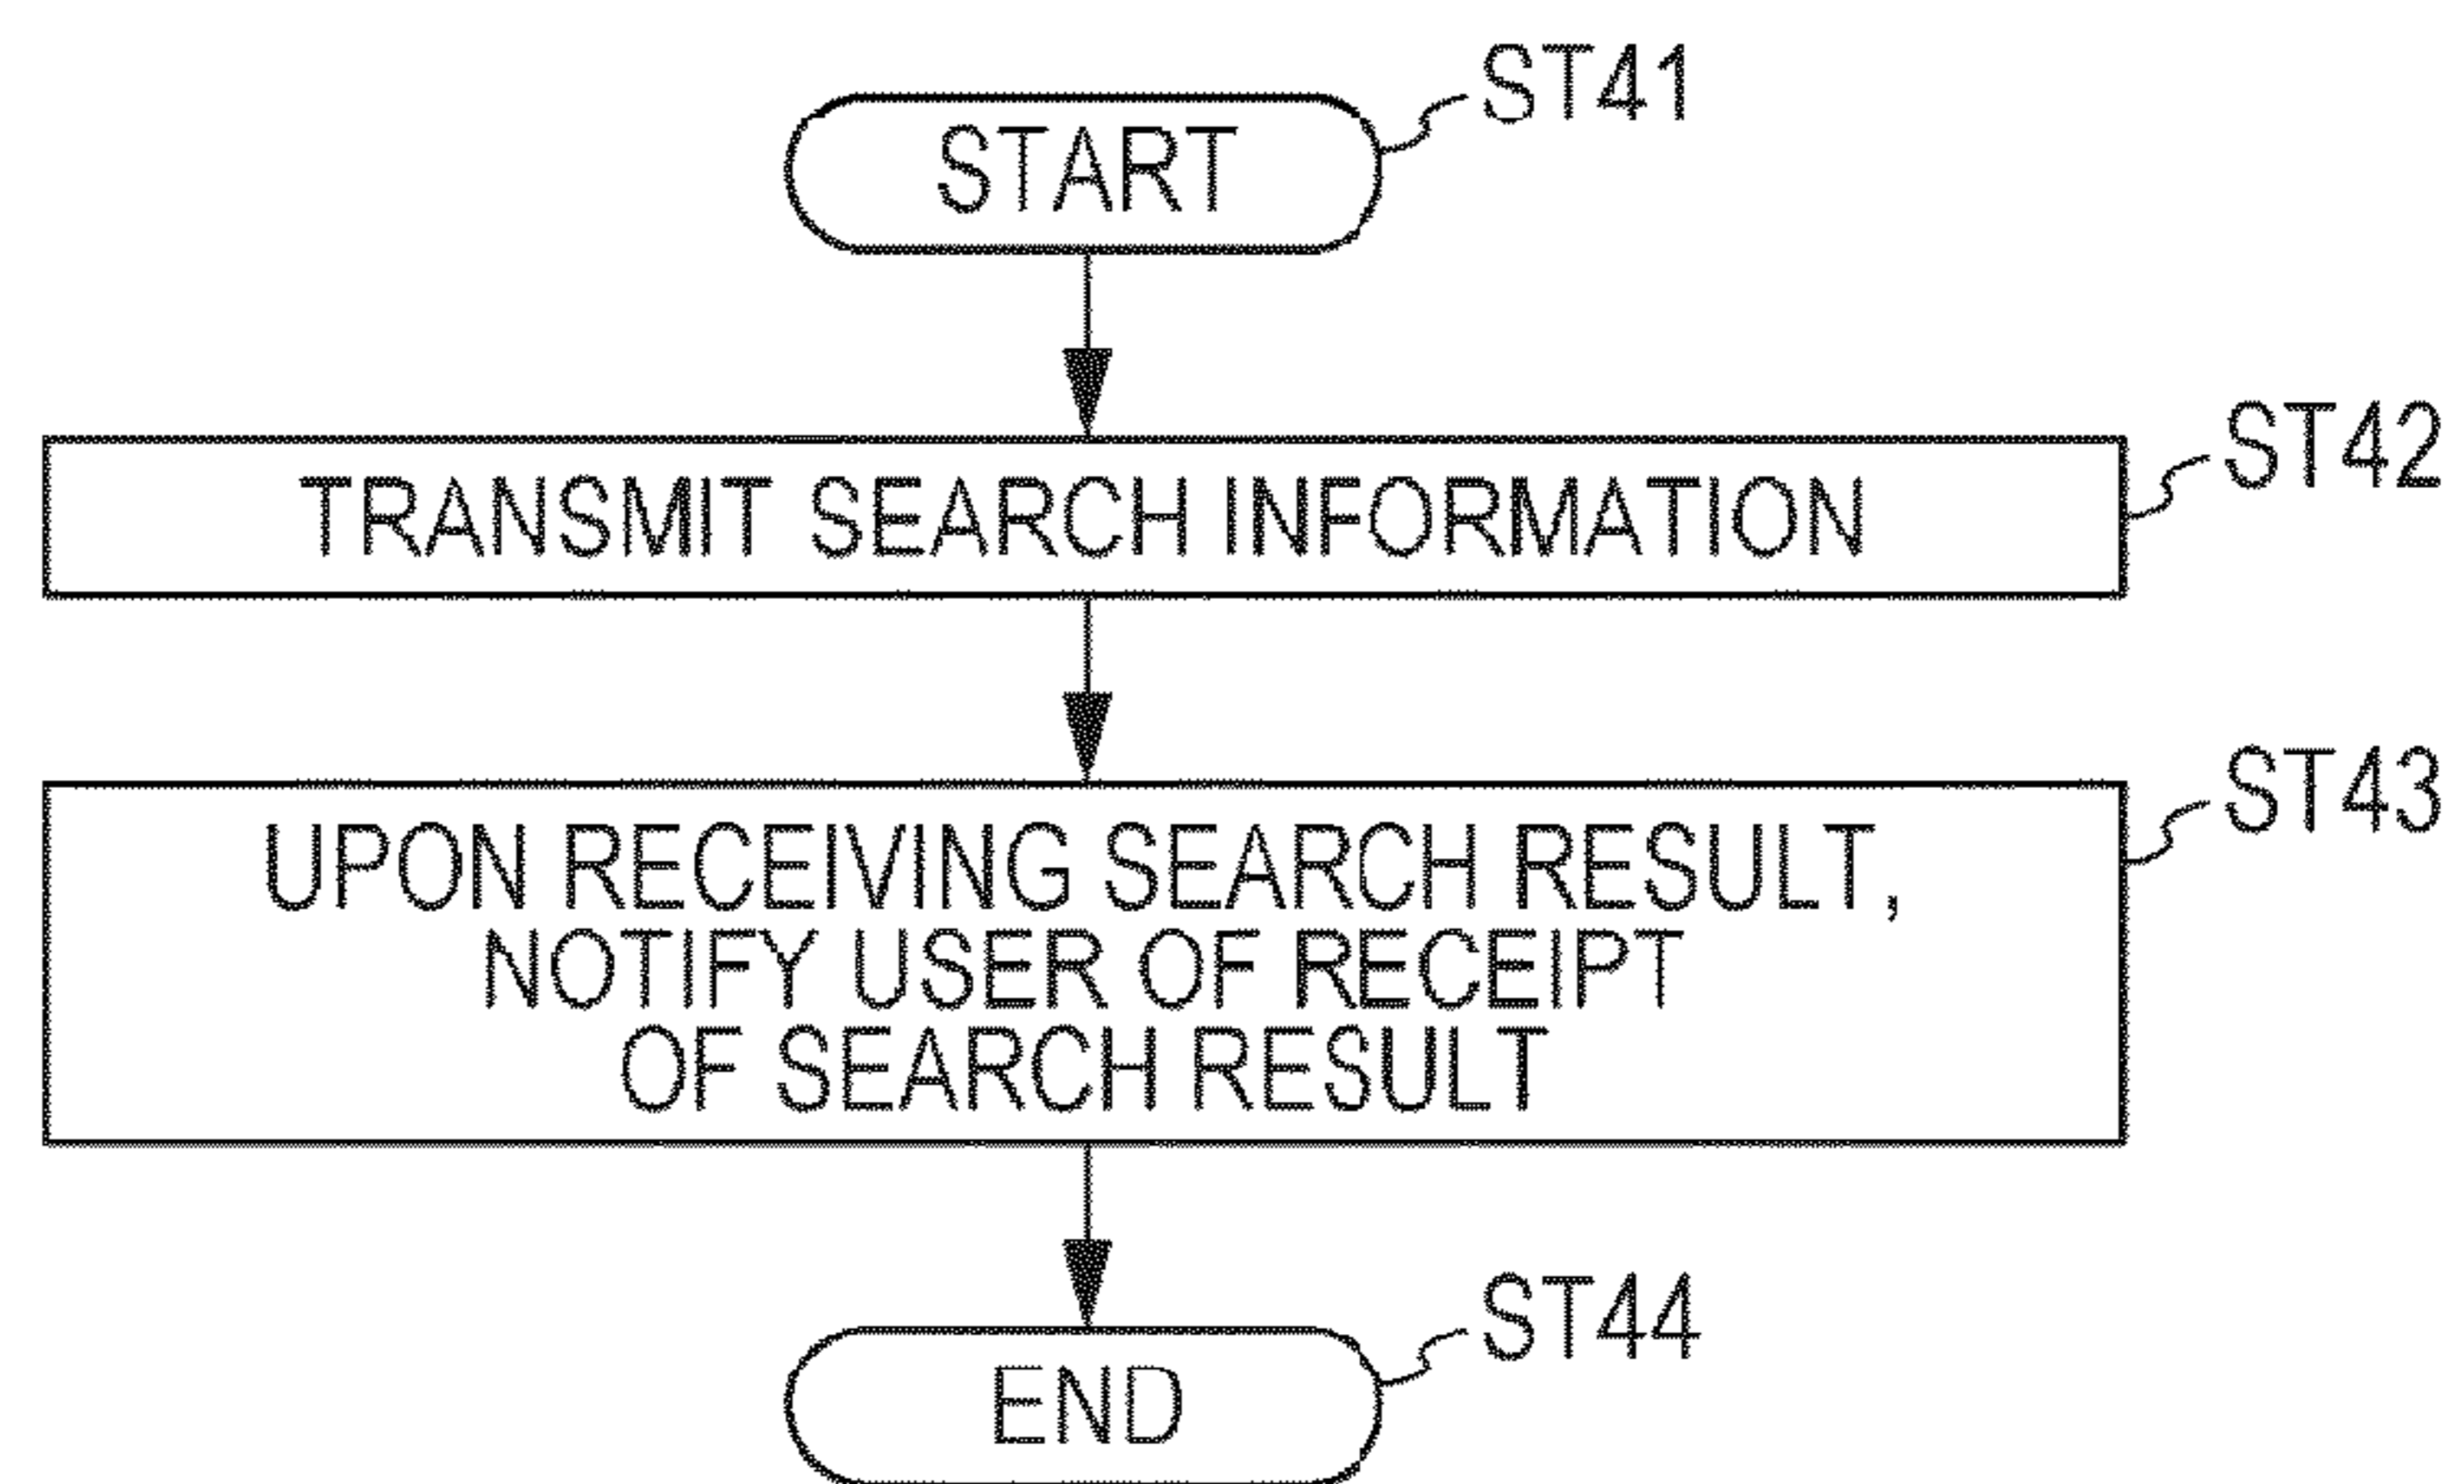 START
ST41
TRANSMIT SEARCH INFORMATION
ST42
UPON RECEIVING SEARCH RESULT,
NOTIFY USER OF RECEIPT
OF SEARCH RESULT
ST43
END
ST44